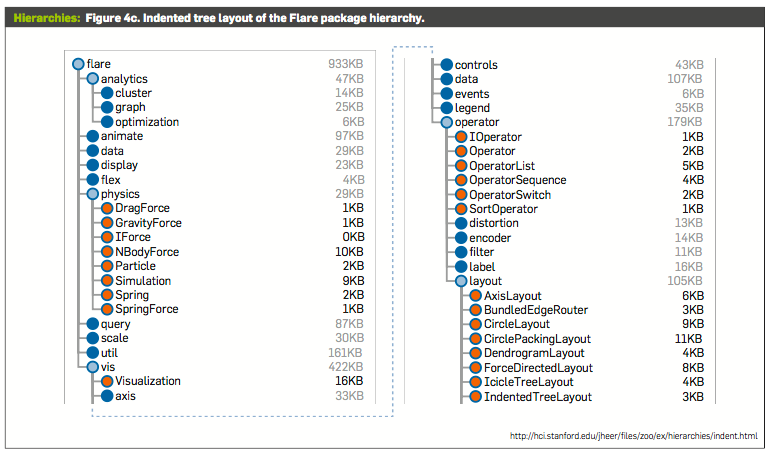 Hierarchies: Figure 4c. Indented tree layout of the Flare package hierarchy.
flare 933KB
analytics 47KB
cluster 14KB
graph 25KB
optimization 6KB
animate 97KB
data 29KB
display 23KB
flex 4KB
physics 29KB
DragForce 1KB
GravityForce 1KB
IForce 0KB
NBodyForce 10KB
Particle 2KB
Simulation 9KB
Spring 2KB
SpringForce 1KB
query 87KB
scale 30KB
util 161KB
vis 422KB
Visualization 16KB
axis 33KB
controls 43KB
data 107KB
events 6KB
legend 35KB
operator 179KB
IOperator 1KB
Operator 2KB
OperatorList 5KB
OperatorSequence 4KB
OperatorSwitch 2KB
SortOperator 1KB
distortion 13KB
encoder 14KB
filter 11KB
label 16KB
layout 105KB
AxisLayout 6KB
BundledEdgeRouter 3KB
CircleLayout 9KB
CirclePackingLayout 11KB
DendrogramLayout 4KB
ForceDirectedLayout 8KB
IcicleTreeLayout 4KB
IndentedTreeLayout 3KB
http://hci.stanford.edu/jheer/files/zoo/ex/hierarchies/indent.html